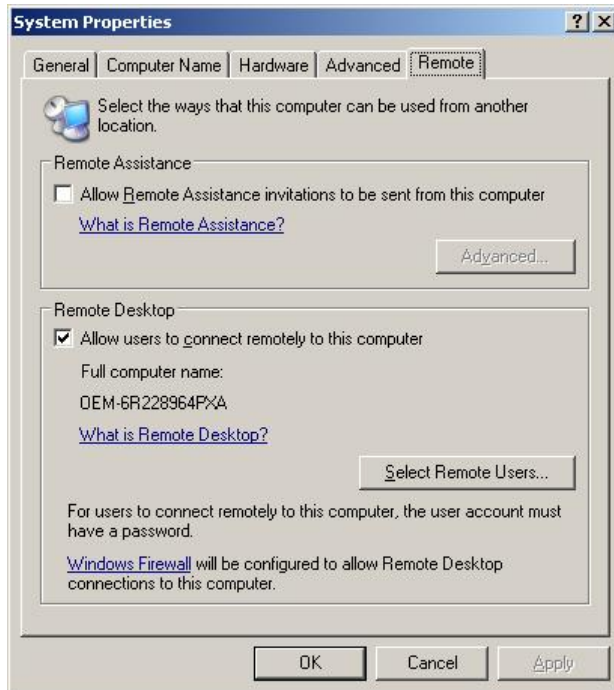 System Properties
General Computer Name Hardware Advanced Remote
Select the ways that this computer can be used from another
location.
Remote Assistance
Allow Remote Assistance invitations to be sent from this computer
What is Remote Assistance?
Advanced...
Remote Desktop
Allow users to connect remotely to this computer
Full computer name:
OEM-6R228964PXA
What is Remote Desktop?
Select Remote Users...
For users to connect remotely to this computer, the user account must
have a password.
Windows Firewall will be configured to allow Remote Desktop
connections to this computer.
OK Cancel Apply